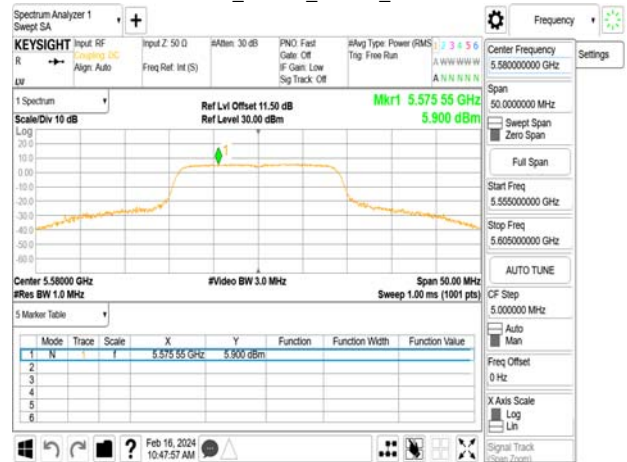 Spectrum Analyzer 1
Swept SA
+
Frequency
KEYSIGHT
R
LXI
Input: RF
Coupling: DC
Align: Auto
Input Z: 50 Ω
Freq Ref: Int (S)
#Atten: 30 dB
PNO: Fast
Gate: Off
IF Gain: Low
Sig Track: Off
#Avg Type: Power (RMS
Trig: Free Run
1 2 3 4 5 6
A W W W W W
A N N N N N
1 Spectrum
Scale/Div 10 dB
Ref Lvl Offset 11.50 dB
Ref Level 30.00 dBm
Mkr1 5.575 55 GHz
5.900 dBm
Log
20.0
10.0
0.00
-10.0
-20.0
-30.0
-40.0
-50.0
-60.0
1
Center 5.58000 GHz
#Res BW 1.0 MHz
#Video BW 3.0 MHz
Span 50.00 MHz
Sweep 1.00 ms (1001 pts)
5 Marker Table
Mode Trace Scale X Y Function Function Width Function Value
1 N 1 f 5.575 55 GHz 5.900 dBm
2
3
4
5
6
Feb 16, 2024
10:47:57 AM
Center Frequency
5.580000000 GHz
Settings
Span
50.0000000 MHz
Swept Span
Zero Span
Full Span
Start Freq
5.555000000 GHz
Stop Freq
5.605000000 GHz
AUTO TUNE
CF Step
5.000000 MHz
Auto
Man
Freq Offset
0 Hz
X Axis Scale
Log
Lin
Signal Track
(Span Zoom)